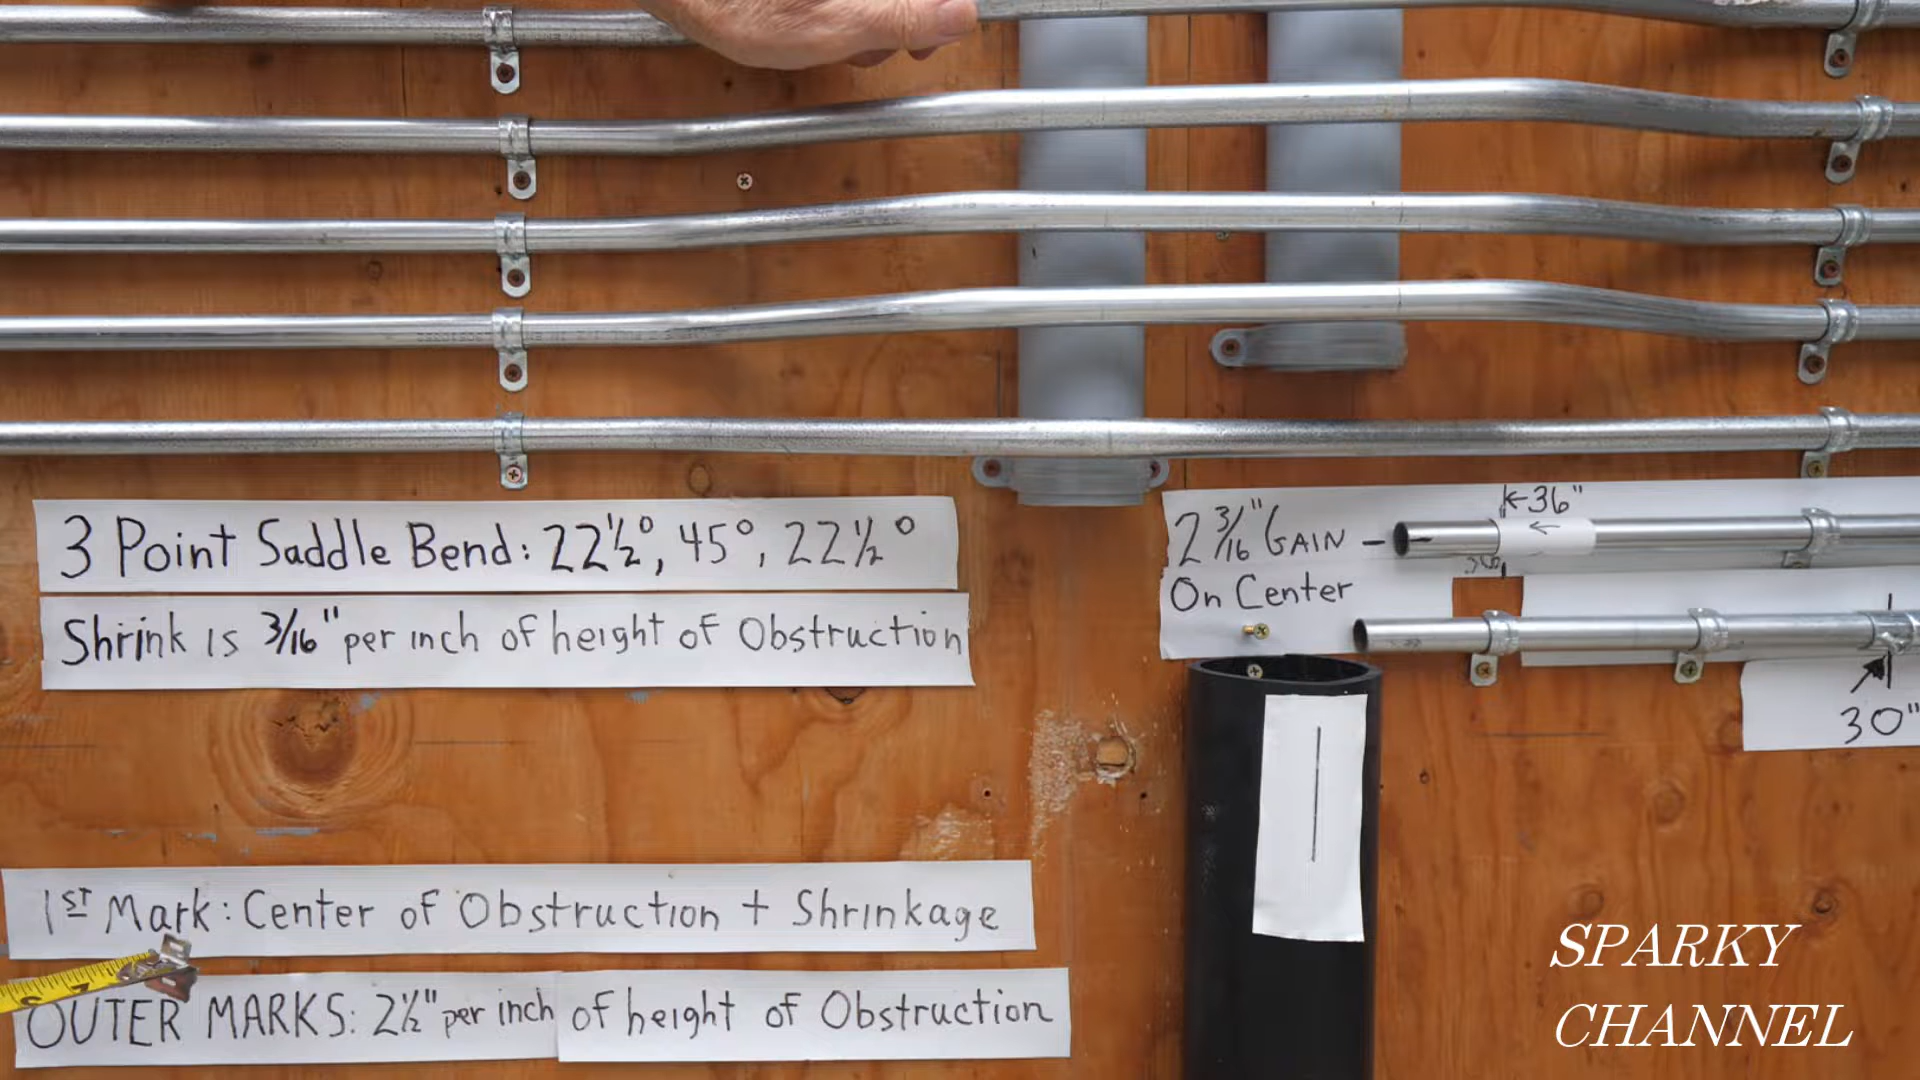 3 Point Saddle Bend: 22½°, 45°, 22½°
Shrink is 3/16" per inch of height of Obstruction
2 3/16" GAIN
On Center
36"
30"
1ST Mark: Center of Obstruction + Shrinkage
OUTER MARKS: 2½" per inch of height of Obstruction
SPARKY
CHANNEL